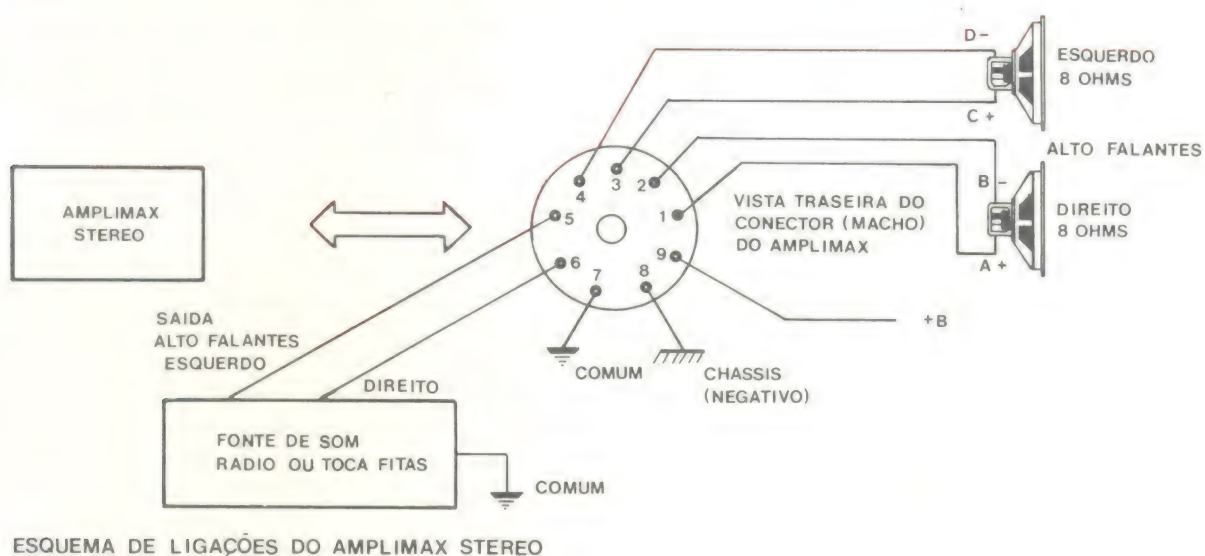 D-
ESQUERDO
8 OHMS
C +
ALTO FALANTES
B -
DIREITO
8 OHMS
A +
AMPLIMAX
STEREO
3
4
2
5
1
6
9
7
8
VISTA TRASEIRA DO
CONECTOR (MACHO)
DO AMPLIMAX
+B
SAIDA
ALTO FALANTES
ESQUERDO
DIREITO
COMUM
CHASSIS
(NEGATIVO)
FONTE DE SOM
RADIO OU TOCA FITAS
COMUM
ESQUEMA DE LIGAÇÕES DO AMPLIMAX STEREO